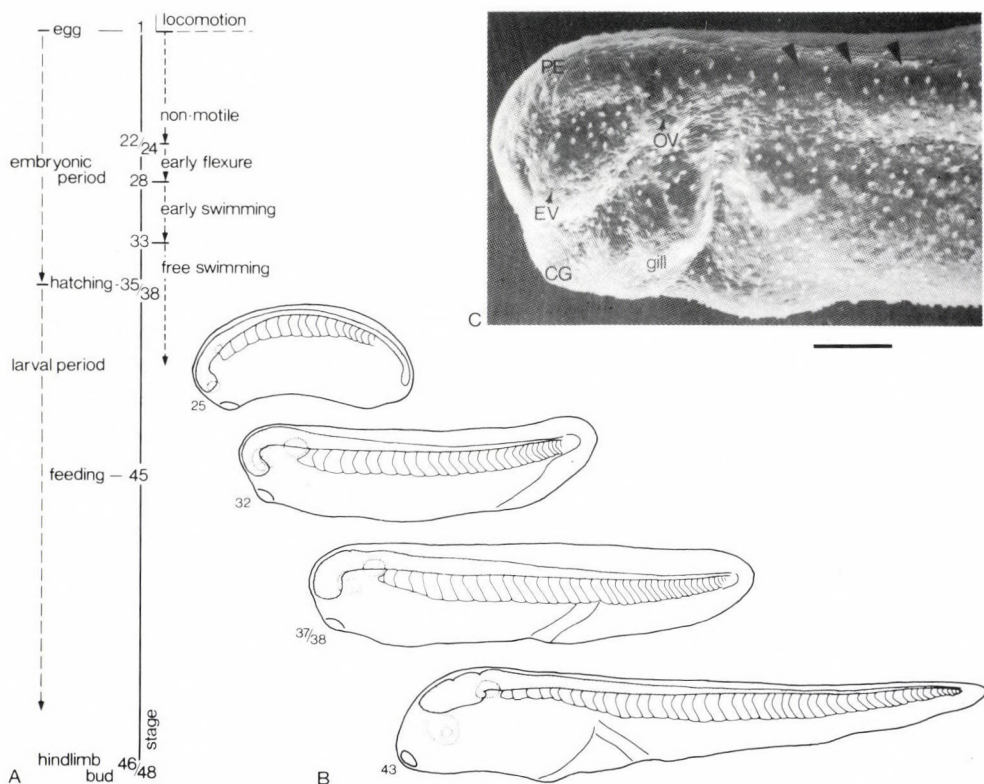 locomotion
egg
1
non-motile
22/24
embryonic
period
early flexure
28
early swimming
33
free swimming
hatching -35/38
larval period
feeding — 45
hindlimb
bud
46/48
stage
A
25
32
37/38
43
B
PE
OV
EV
CG
gill
C